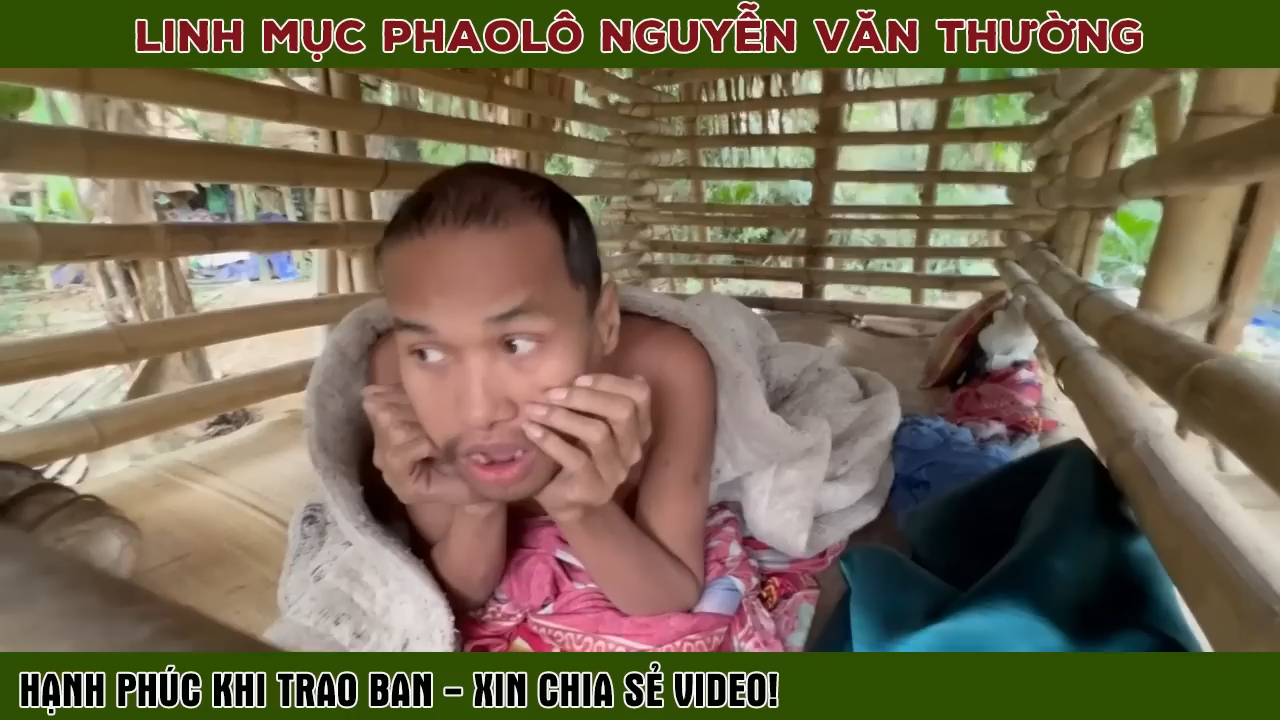 LINH MỤC PHAOLÔ NGUYỄN VĂN THƯỜNG
HẠNH PHÚC KHI TRAO BAN - XIN CHIA SẺ VIDEO!